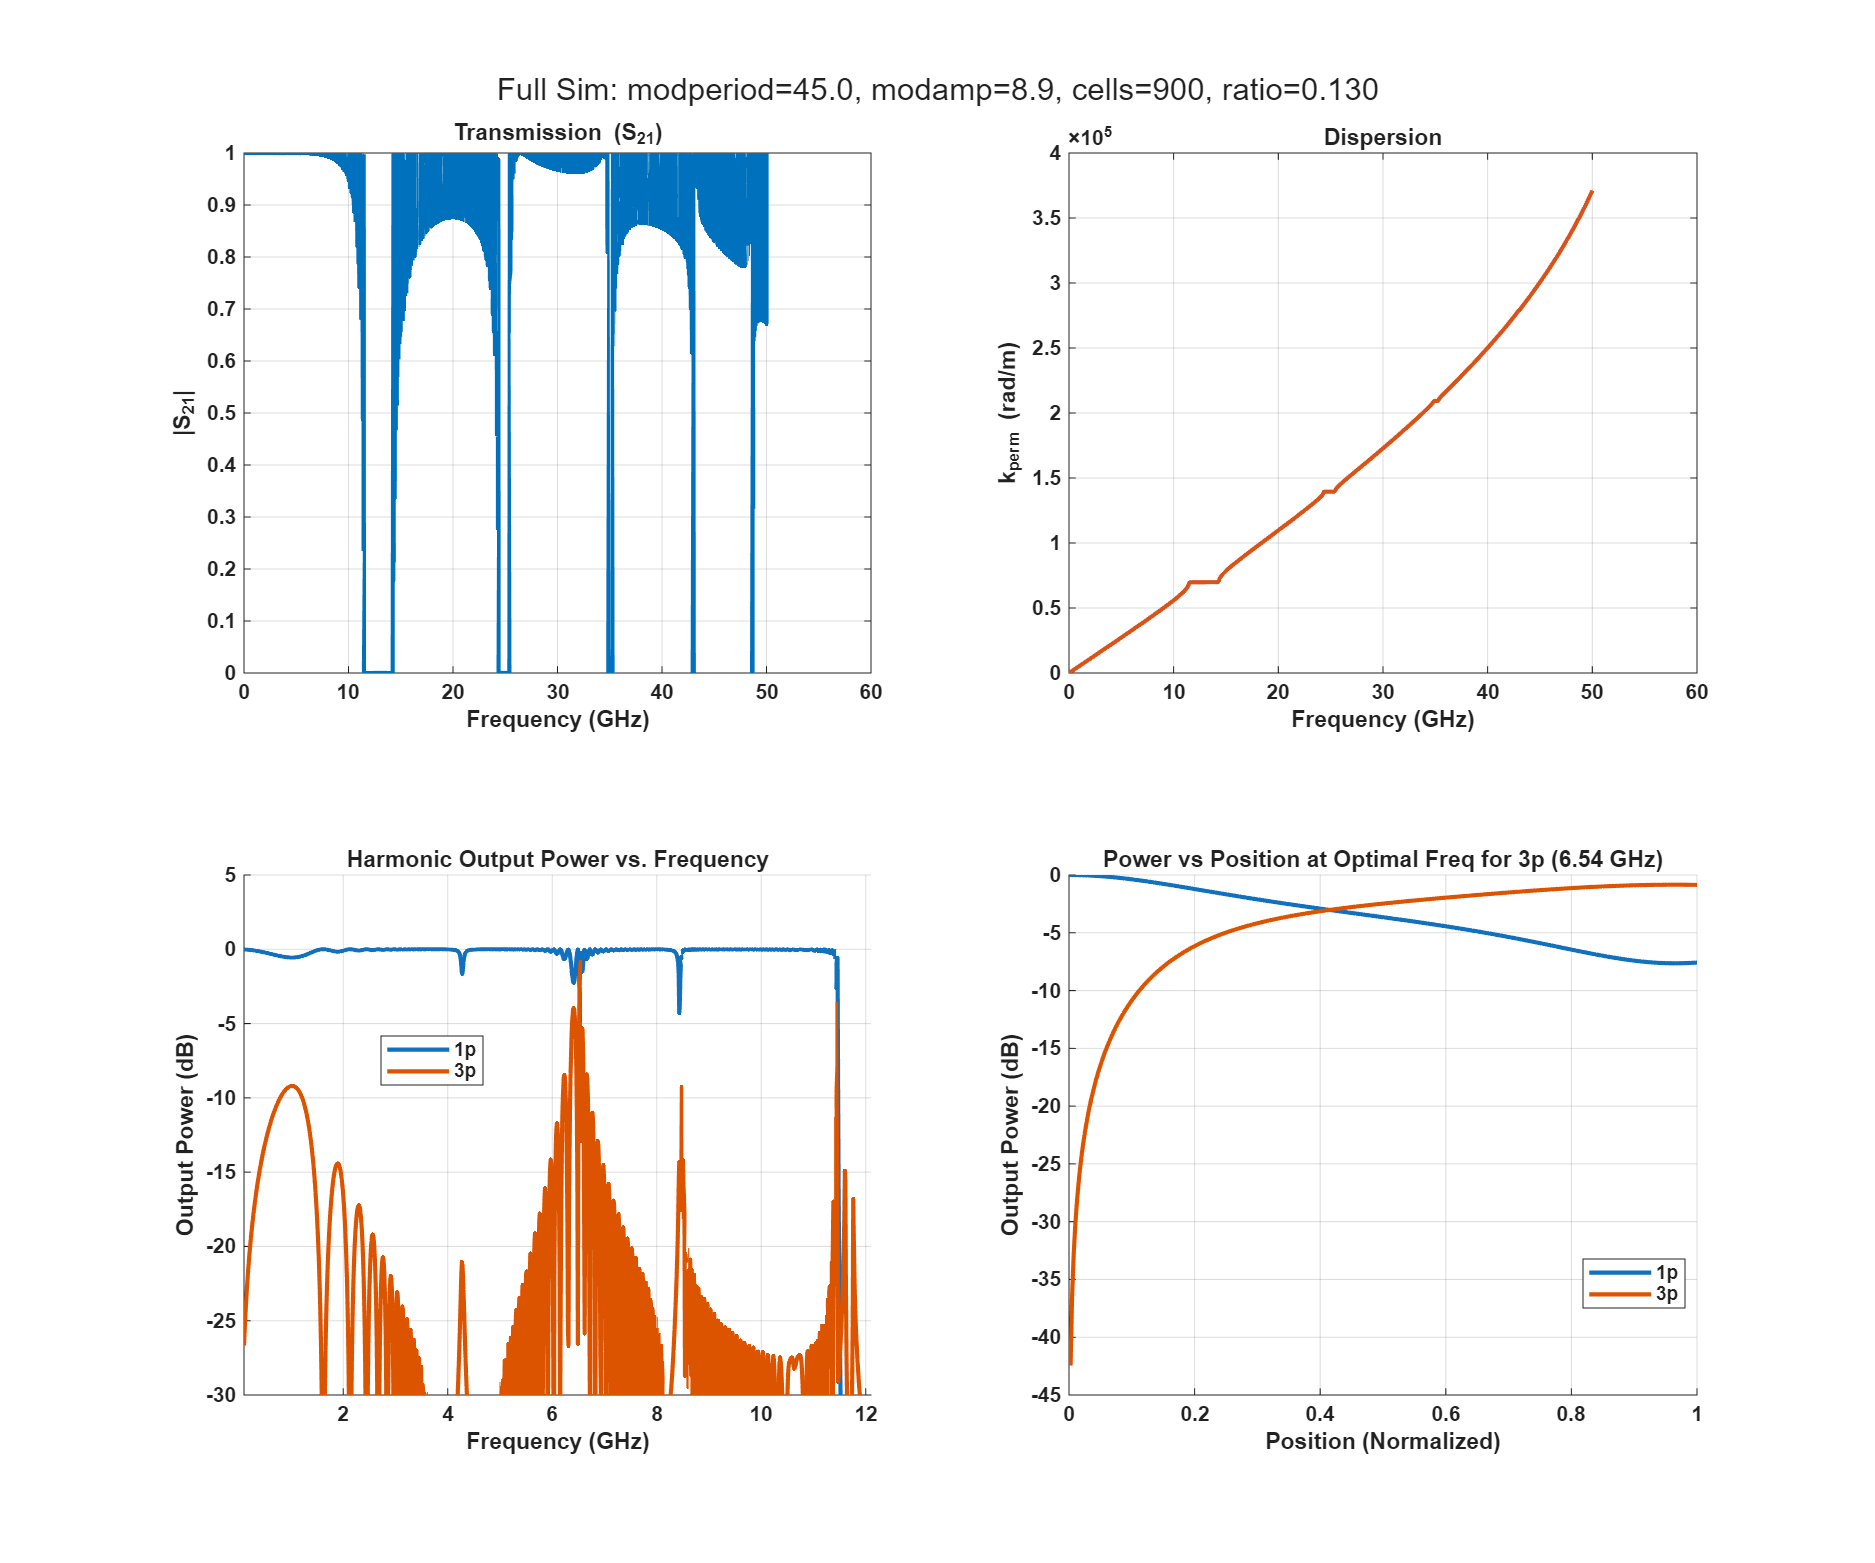 Full Sim: modperiod=45.0, modamp=8.9, cells=900, ratio=0.130
Transmission (S21)
1
0.9
0.8
0.7
0.6
0.5
0.4
0.3
0.2
0.1
0
|S21|
0 10 20 30 40 50 60
Frequency (GHz)
×10^5
Dispersion
4
3.5
3
2.5
2
1.5
1
0.5
0
kperm (rad/m)
0 10 20 30 40 50 60
Frequency (GHz)
Harmonic Output Power vs. Frequency
5
0
-5
-10
-15
-20
-25
-30
Output Power (dB)
1p
3p
2 4 6 8 10 12
Frequency (GHz)
Power vs Position at Optimal Freq for 3p (6.54 GHz)
0
-5
-10
-15
-20
-25
-30
-35
-40
-45
Output Power (dB)
1p
3p
0 0.2 0.4 0.6 0.8 1
Position (Normalized)